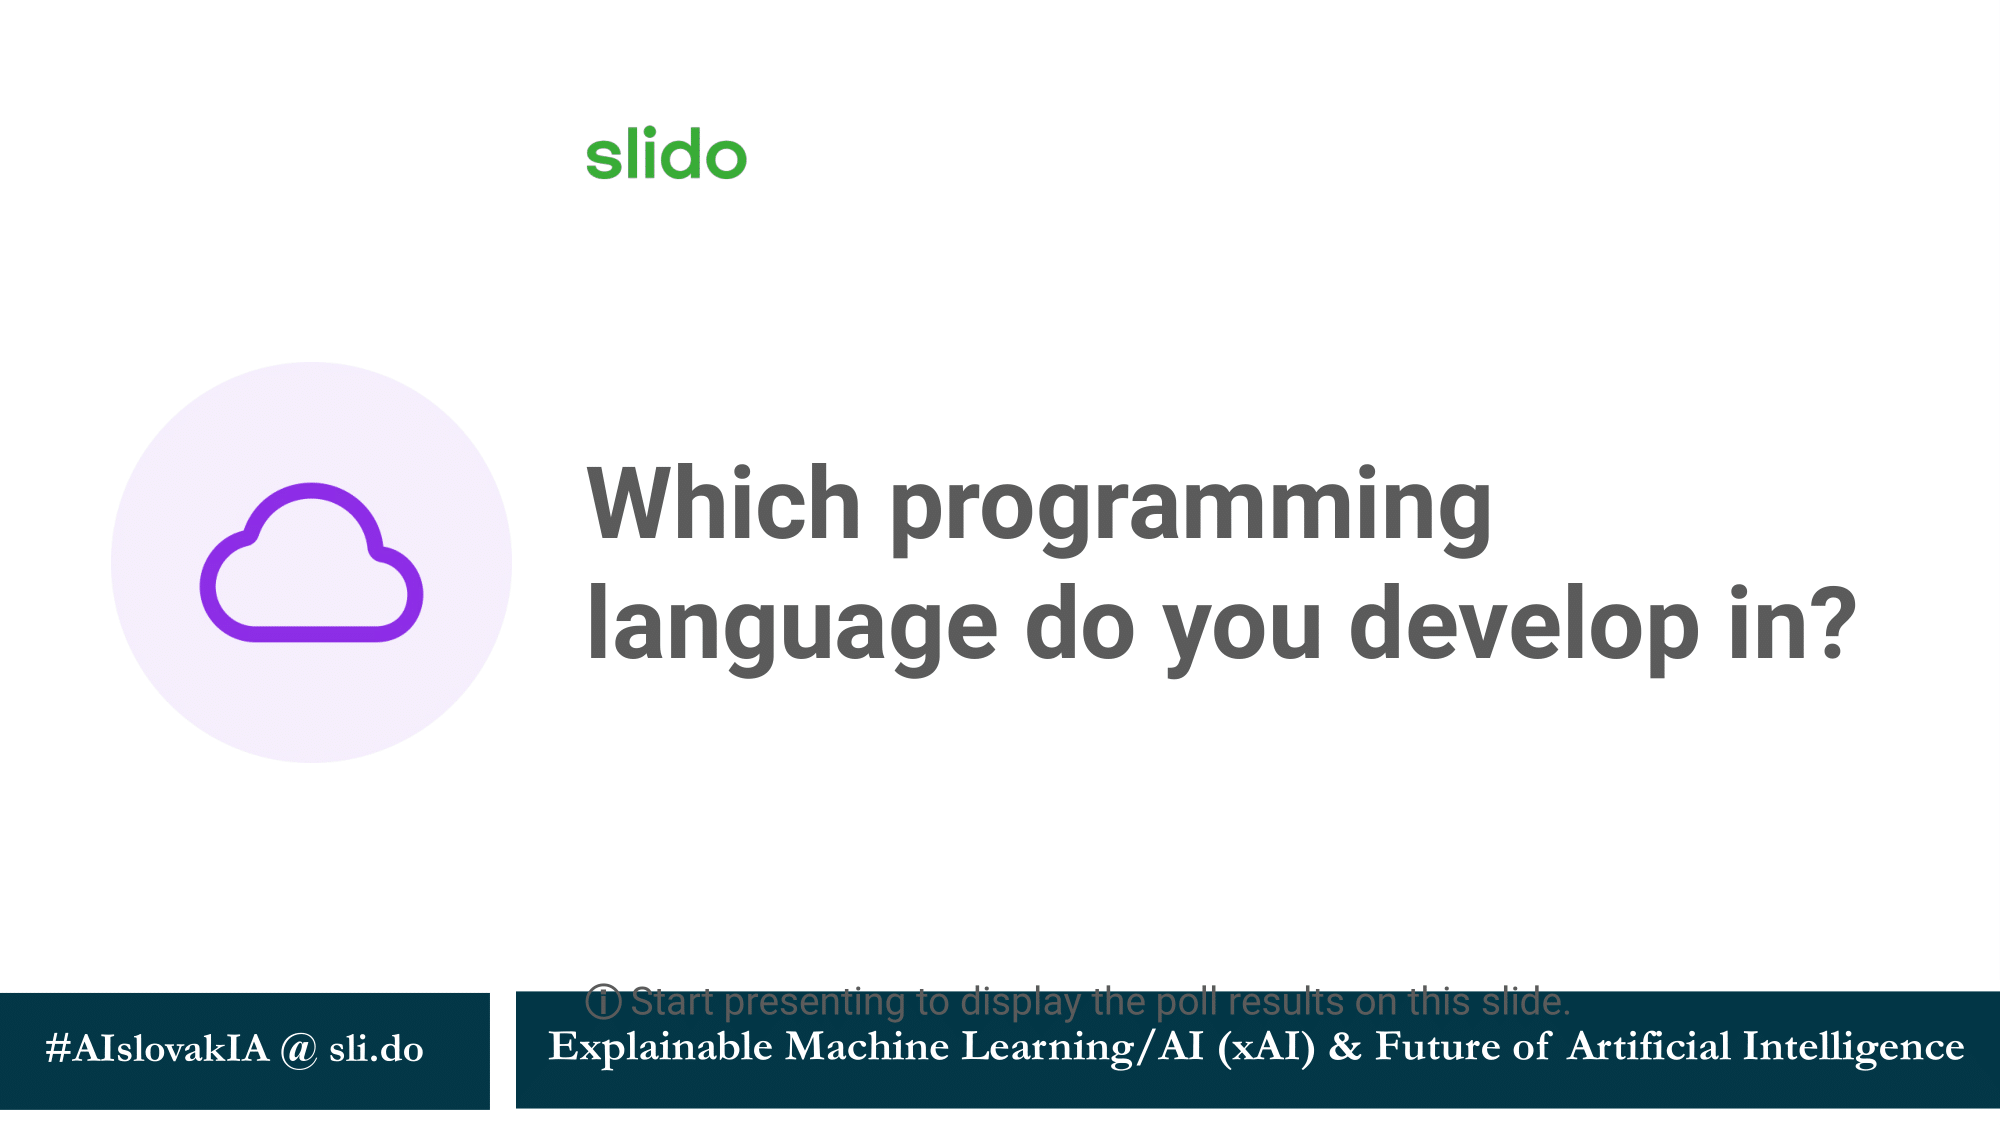 slido
Which programming
language do you develop in?
ⓘ Start presenting to display the poll results on this slide.
#AIslovakIA @ sli.do
Explainable Machine Learning/AI (xAI) & Future of Artificial Intelligence